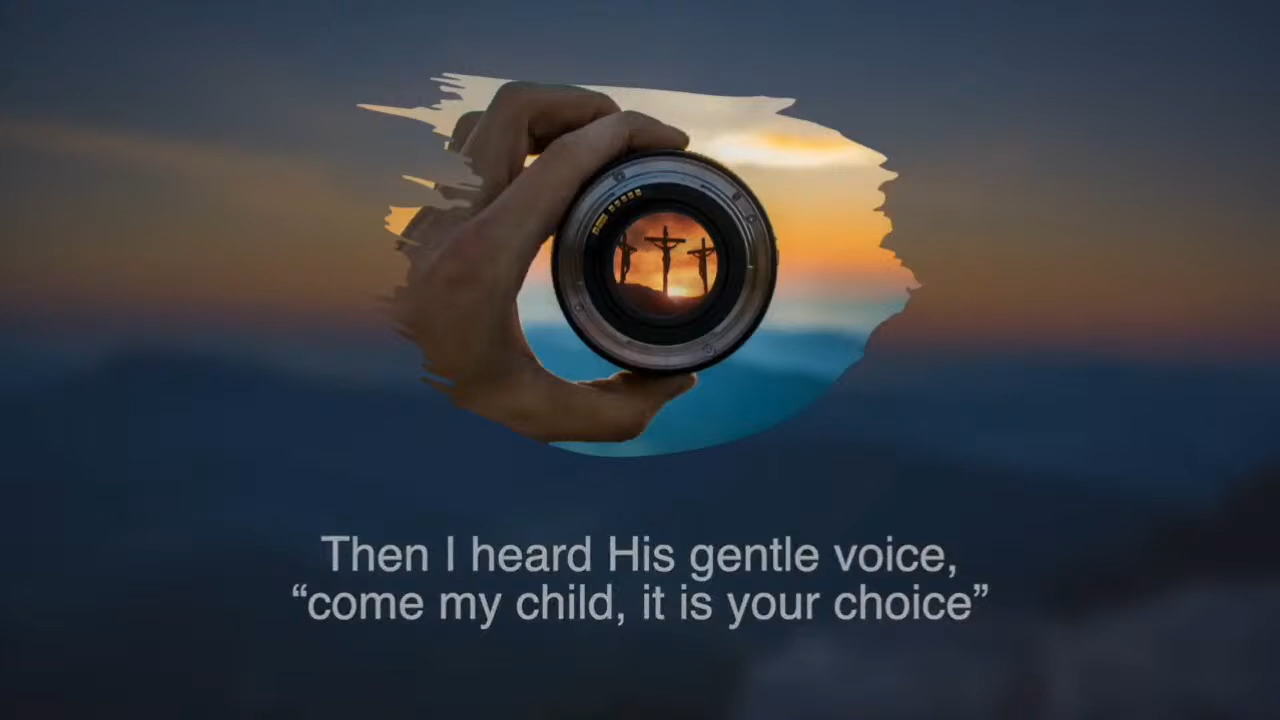 Then I heard His gentle voice,
“come my child, it is your choice”